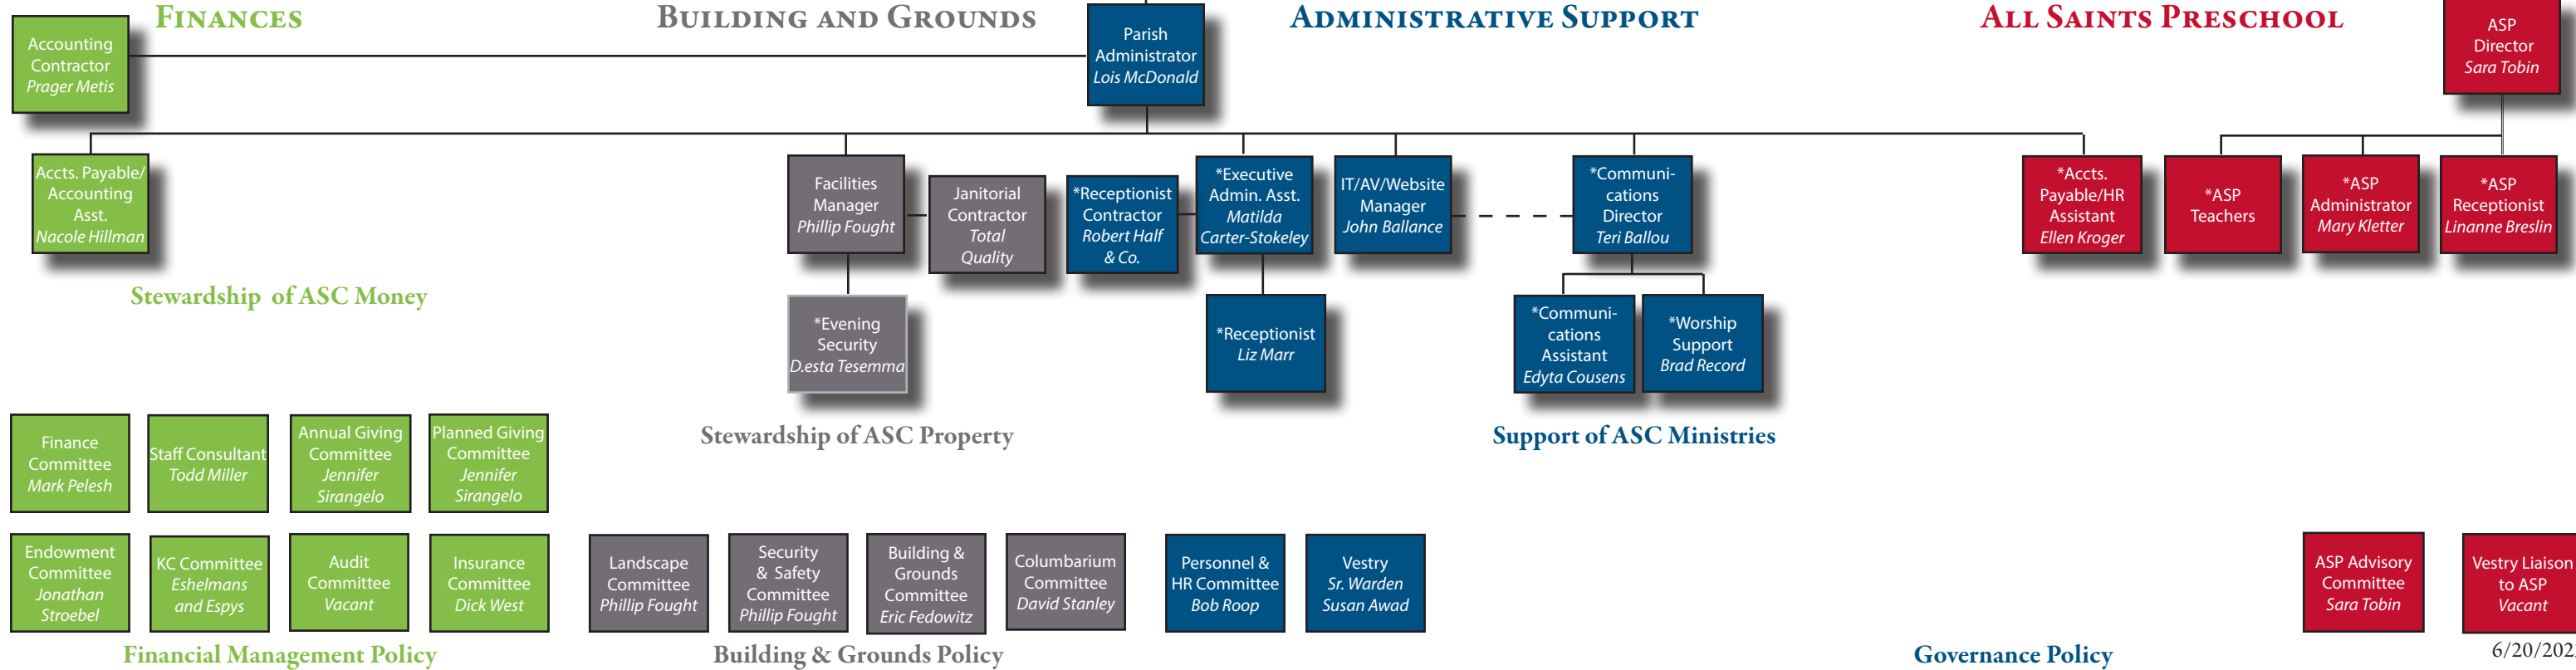 FINANCES
BUILDING AND GROUNDS
ADMINISTRATIVE SUPPORT
ALL SAINTS PRESCHOOL
Accounting
Contractor
Prager Metis
Parish
Administrator
Lois McDonald
ASP
Director
Sara Tobin
Accts. Payable/
Accounting
Asst.
Nacole Hillman
Facilities
Manager
Phillip Fought
Janitorial
Contractor
Total
Quality
*Receptionist
Contractor
Robert Half
& Co.
*Executive
Admin. Asst.
Matilda
Carter-Stokeley
IT/AV/Website
Manager
John Ballance
*Communi-
cations
Director
Teri Ballou
*Accts.
Payable/HR
Assistant
Ellen Kroger
*ASP
Teachers
*ASP
Administrator
Mary Kletter
*ASP
Receptionist
Linanne Breslin
Stewardship of ASC Money
*Evening
Security
D.esta Tesemma
*Receptionist
Liz Marr
*Communi-
cations
Assistant
Edyta Cousens
*Worship
Support
Brad Record
Stewardship of ASC Property
Support of ASC Ministries
Finance
Committee
Mark Pelesh
Staff Consultant
Todd Miller
Annual Giving
Committee
Jennifer
Sirangelo
Planned Giving
Committee
Jennifer
Sirangelo
Endowment
Committee
Jonathan
Stroebel
KC Committee
Eshelmans
and Espys
Audit
Committee
Vacant
Insurance
Committee
Dick West
Landscape
Committee
Phillip Fought
Security
& Safety
Committee
Phillip Fought
Building &
Grounds
Committee
Eric Fedowitz
Columbarium
Committee
David Stanley
Personnel &
HR Committee
Bob Roop
Vestry
Sr. Warden
Susan Awad
ASP Advisory
Committee
Sara Tobin
Vestry Liaison
to ASP
Vacant
Financial Management Policy
Building & Grounds Policy
Governance Policy
6/20/202